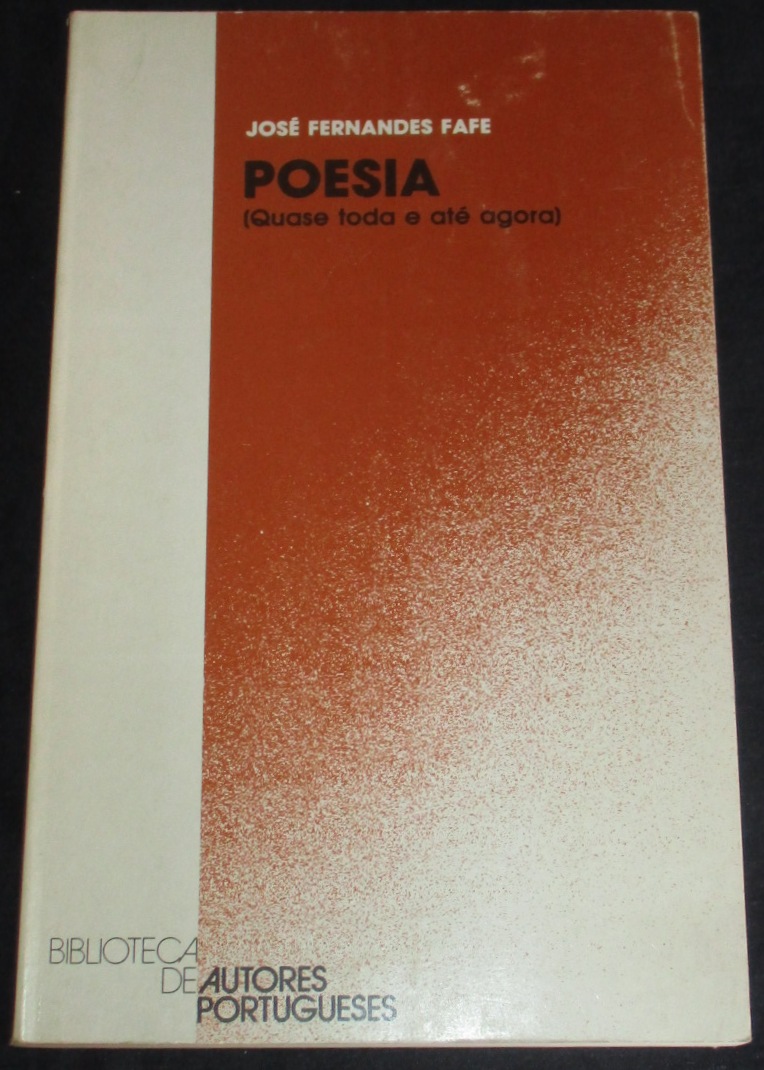 JOSÉ FERNANDES FAFE
POESIA
(Quase toda e até agora)
BIBLIOTECA
DE AUTORES
PORTUGUESES